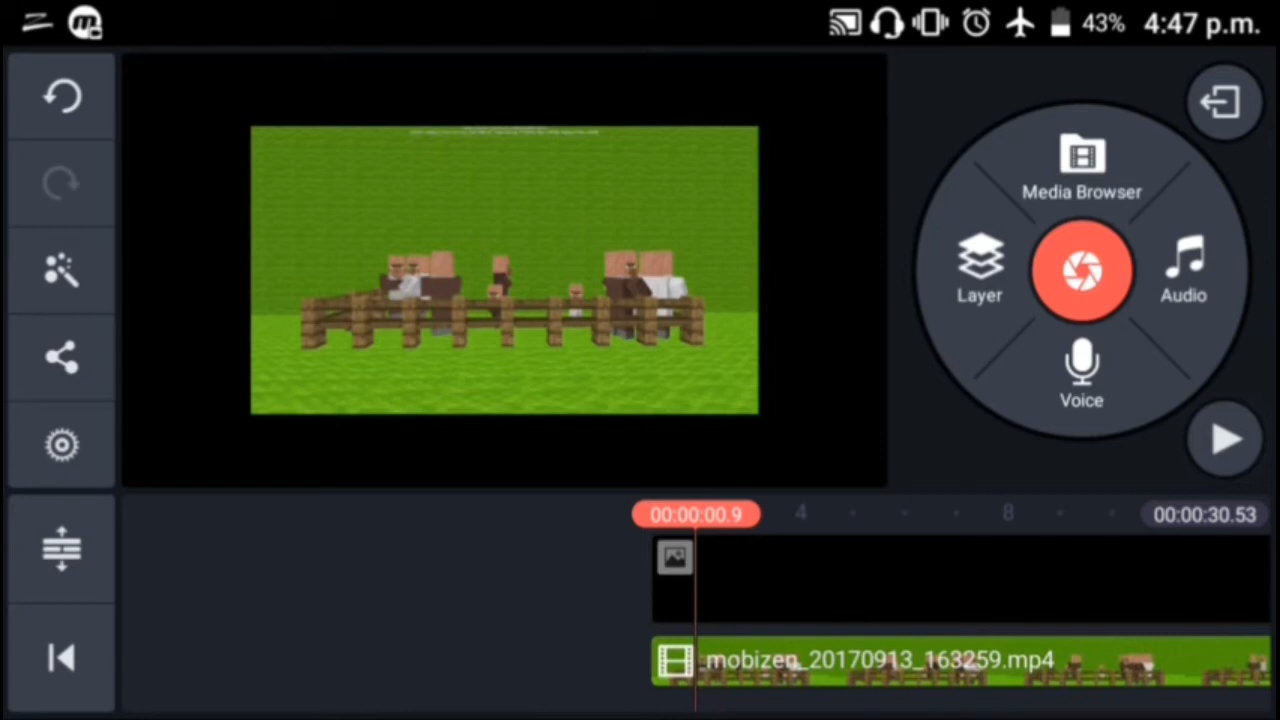 43% 4:47 p.m.
Media Browser
Layer
Audio
Voice
00:00:00.9 4 8 00:00:30.53
mobizen_20170913_163259.mp4